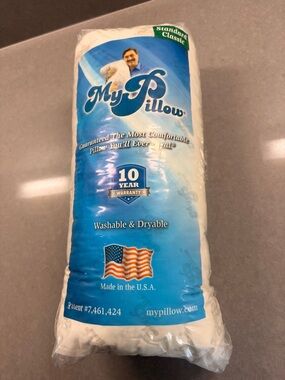 Standard
Classic
MyPillow®
Guaranteed The Most Comfortable
Pillow You'll Ever
10
YEAR
WARRANTY
Washable & Dryable
Made in the U.S.A.
Patent #7,461,424 mypillow.com